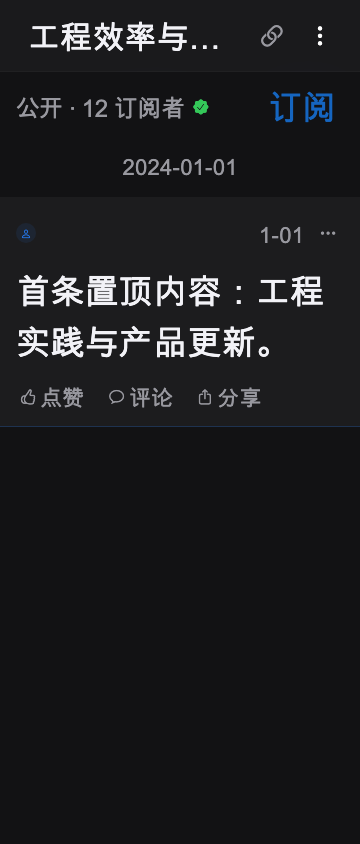 工程效率与...
公开 · 12 订阅者
订阅
2024-01-01
1-01
首条置顶内容：工程
实践与产品更新。
点赞 评论 分享